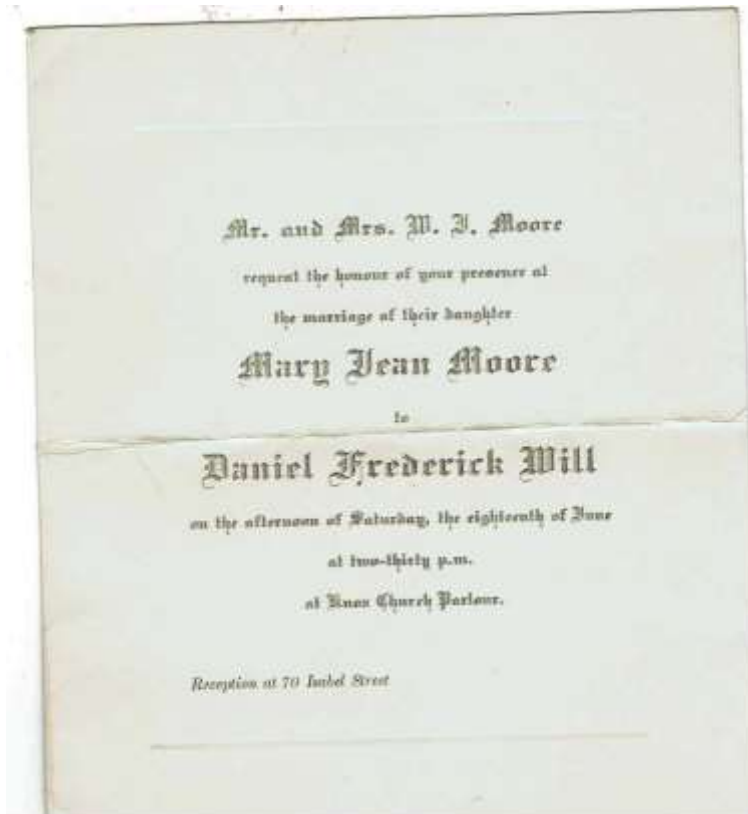 Mr. and Mrs. W. J. Moore
request the honour of your presence at
the marriage of their daughter
Mary Jean Moore
to
Daniel Frederick Will
on the afternoon of Saturday, the eighteenth of June
at two-thirty p.m.
at Knox Church Parlour.
Reception at 70 Isabel Street